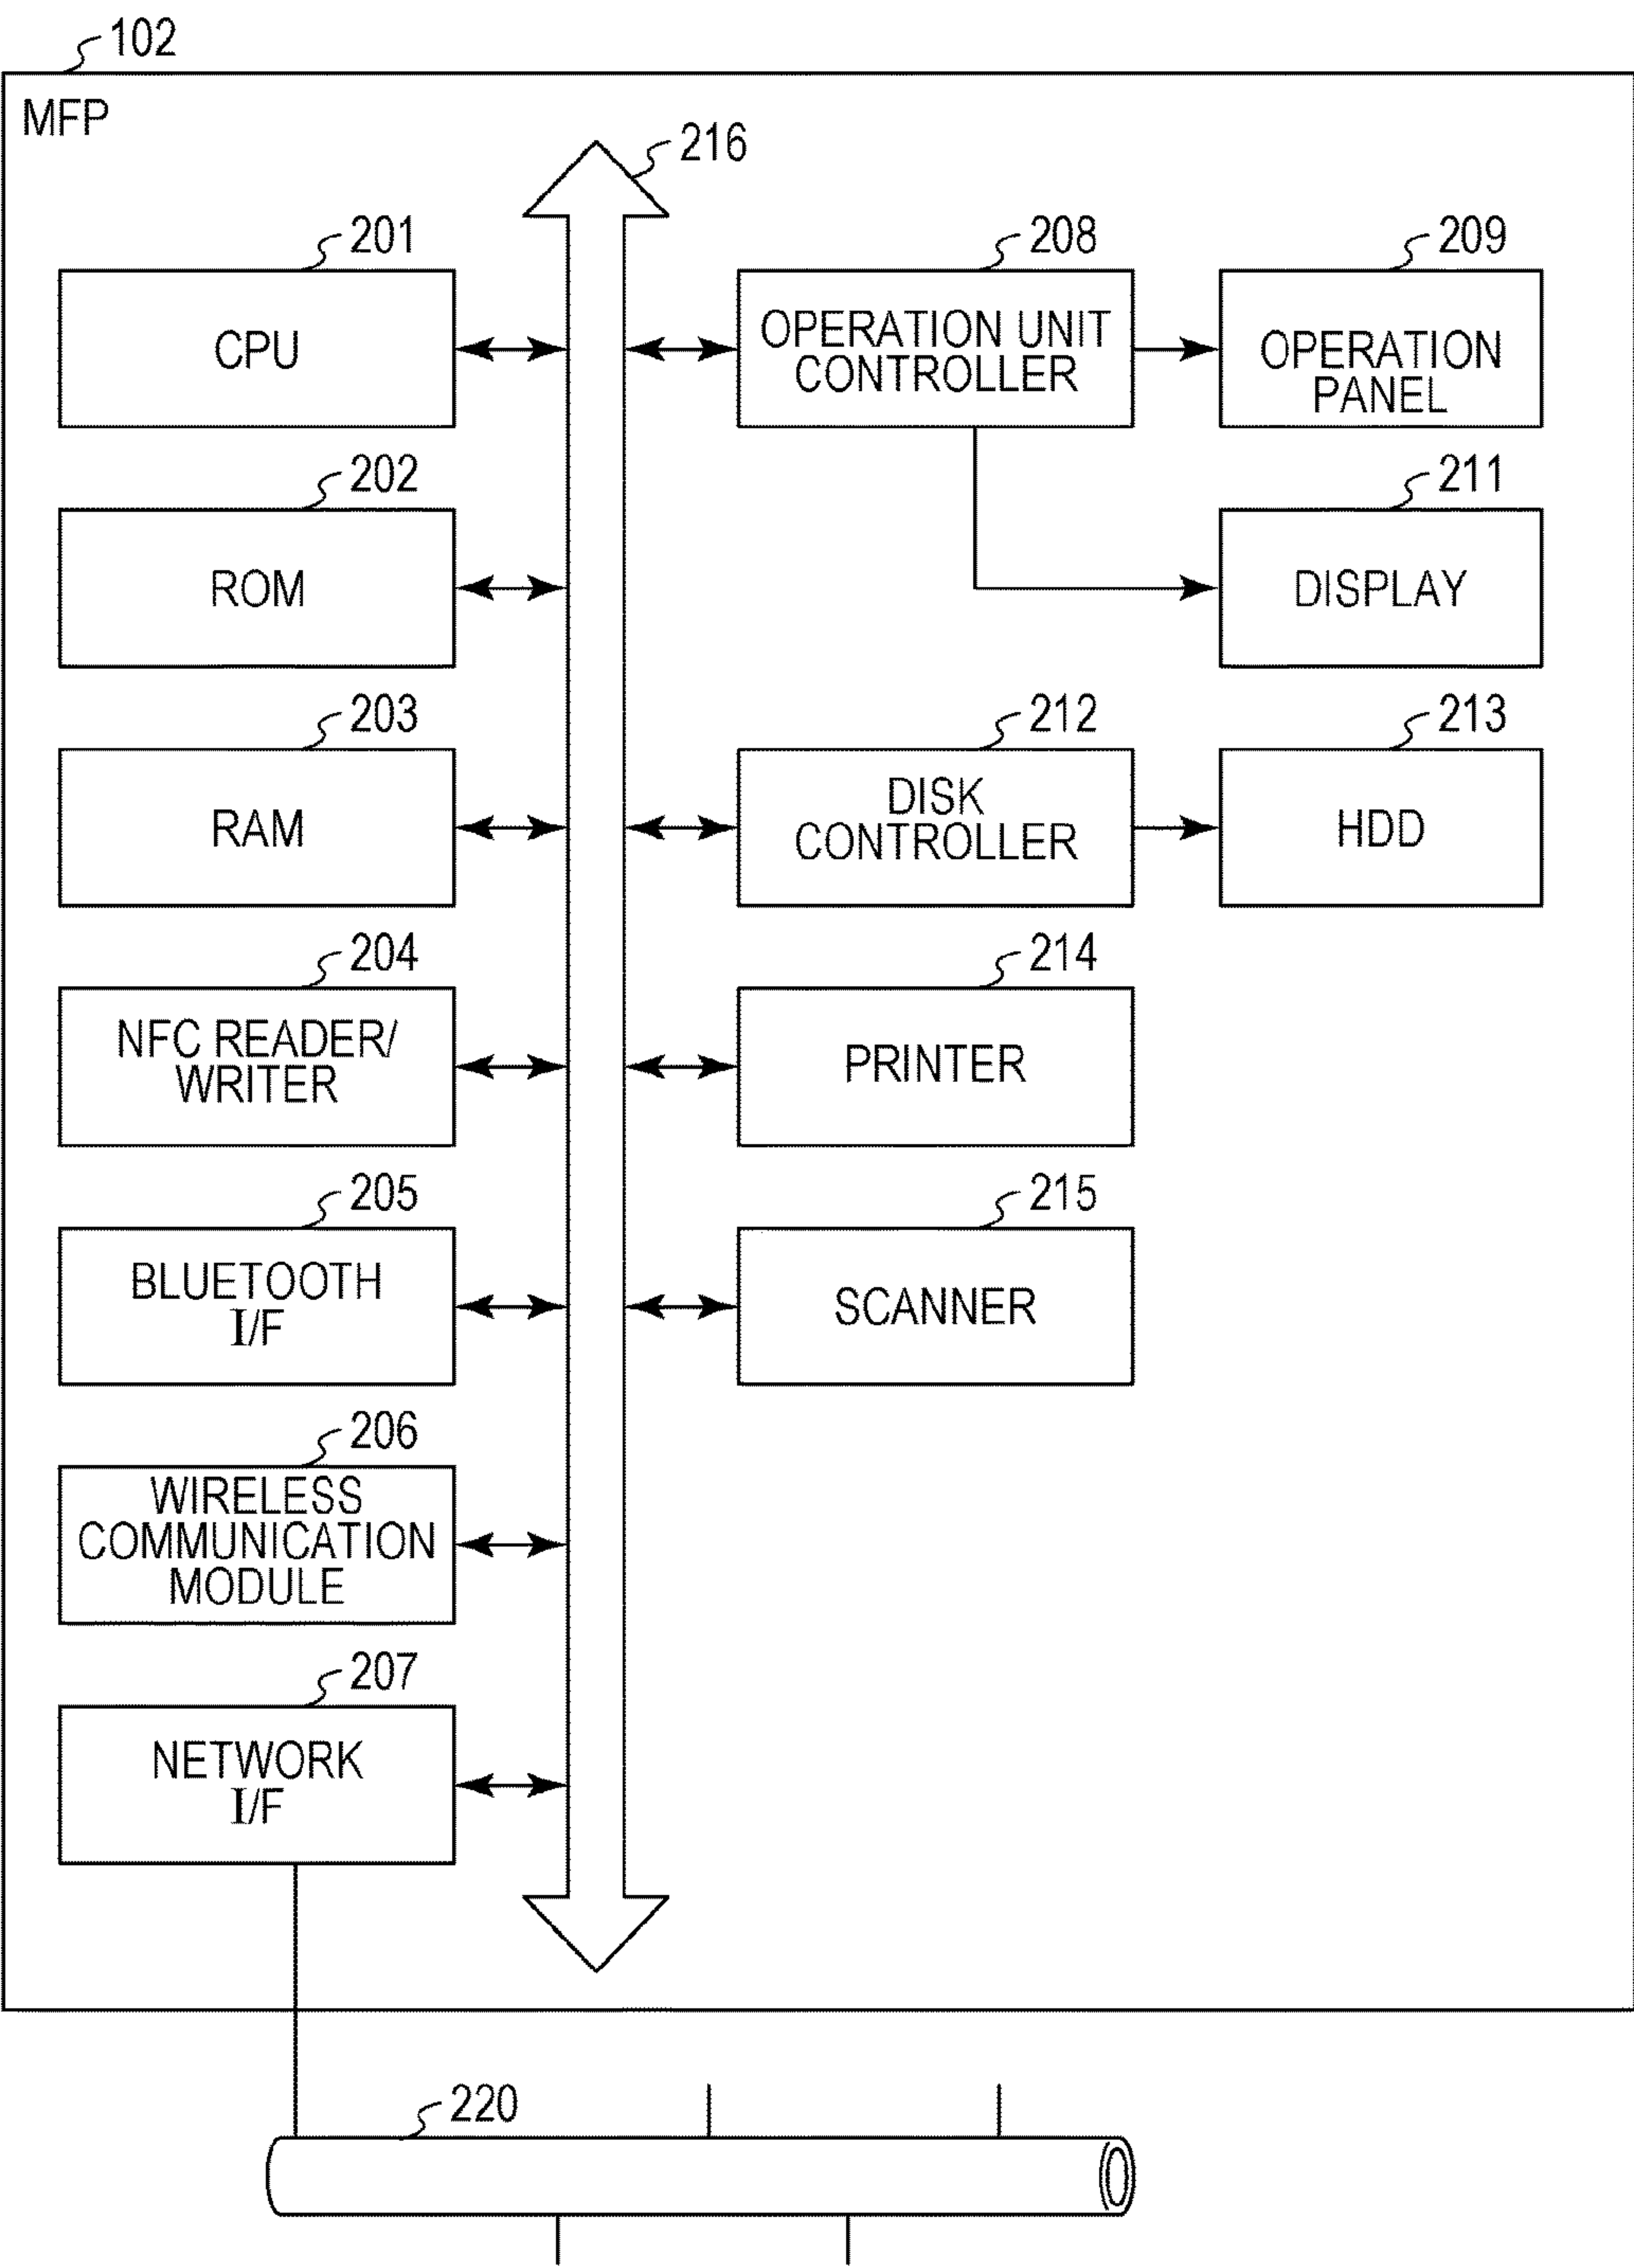 102
MFP
216
201
CPU
208
OPERATION UNIT
CONTROLLER
209
OPERATION
PANEL
202
ROM
211
DISPLAY
203
RAM
212
DISK
CONTROLLER
213
HDD
204
NFC READER/
WRITER
214
PRINTER
205
BLUETOOTH
I/F
215
SCANNER
206
WIRELESS
COMMUNICATION
MODULE
207
NETWORK
I/F
220